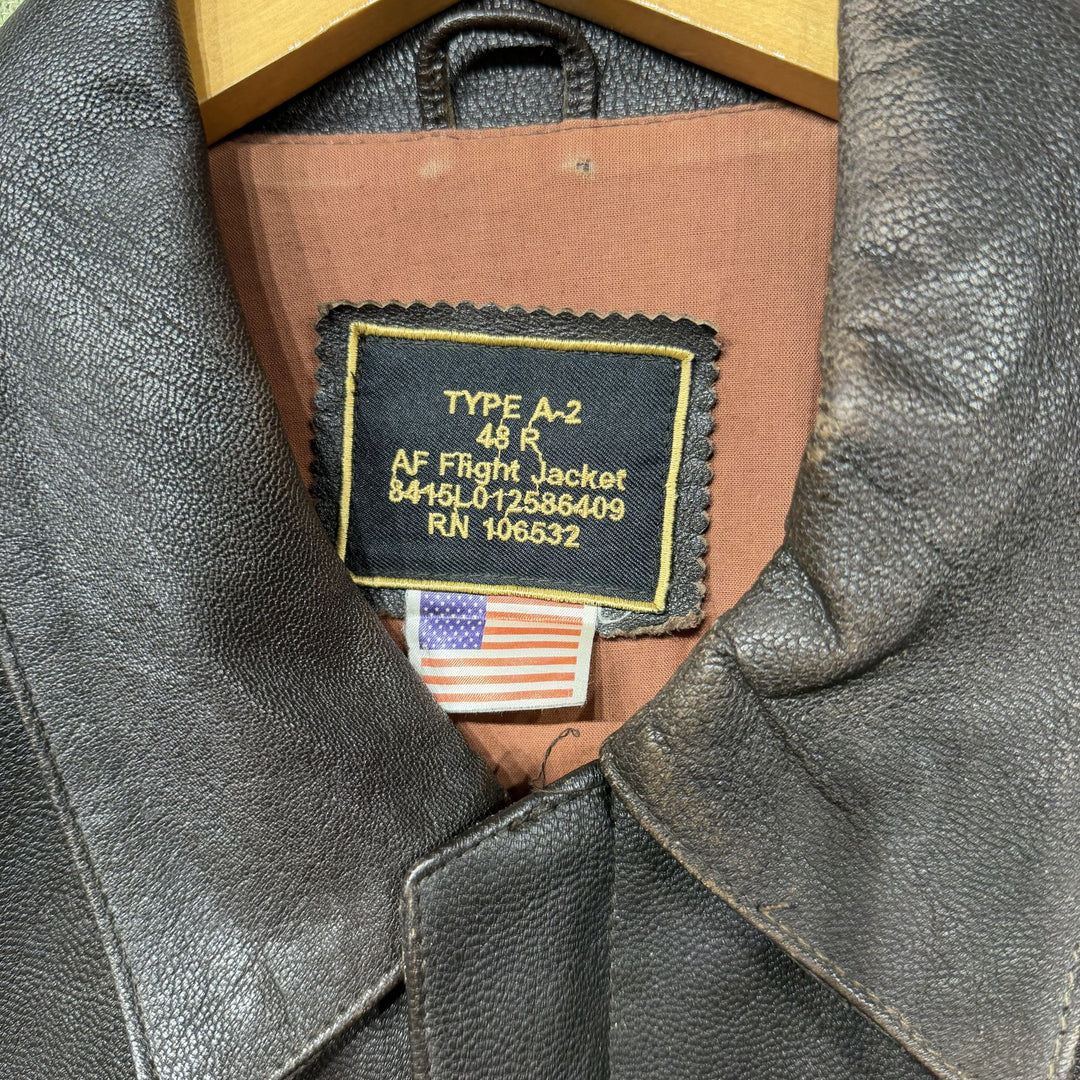 TYPE A-2
48 R
AF Flight Jacket
8415L012586409
RN 106532